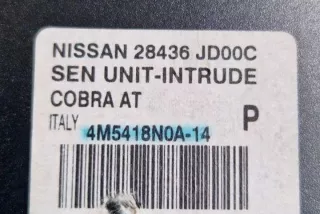 NISSAN 28436 JD00C
SEN UNIT-INTRUDE
COBRA AT
P
ITALY 4M5418N0A-14